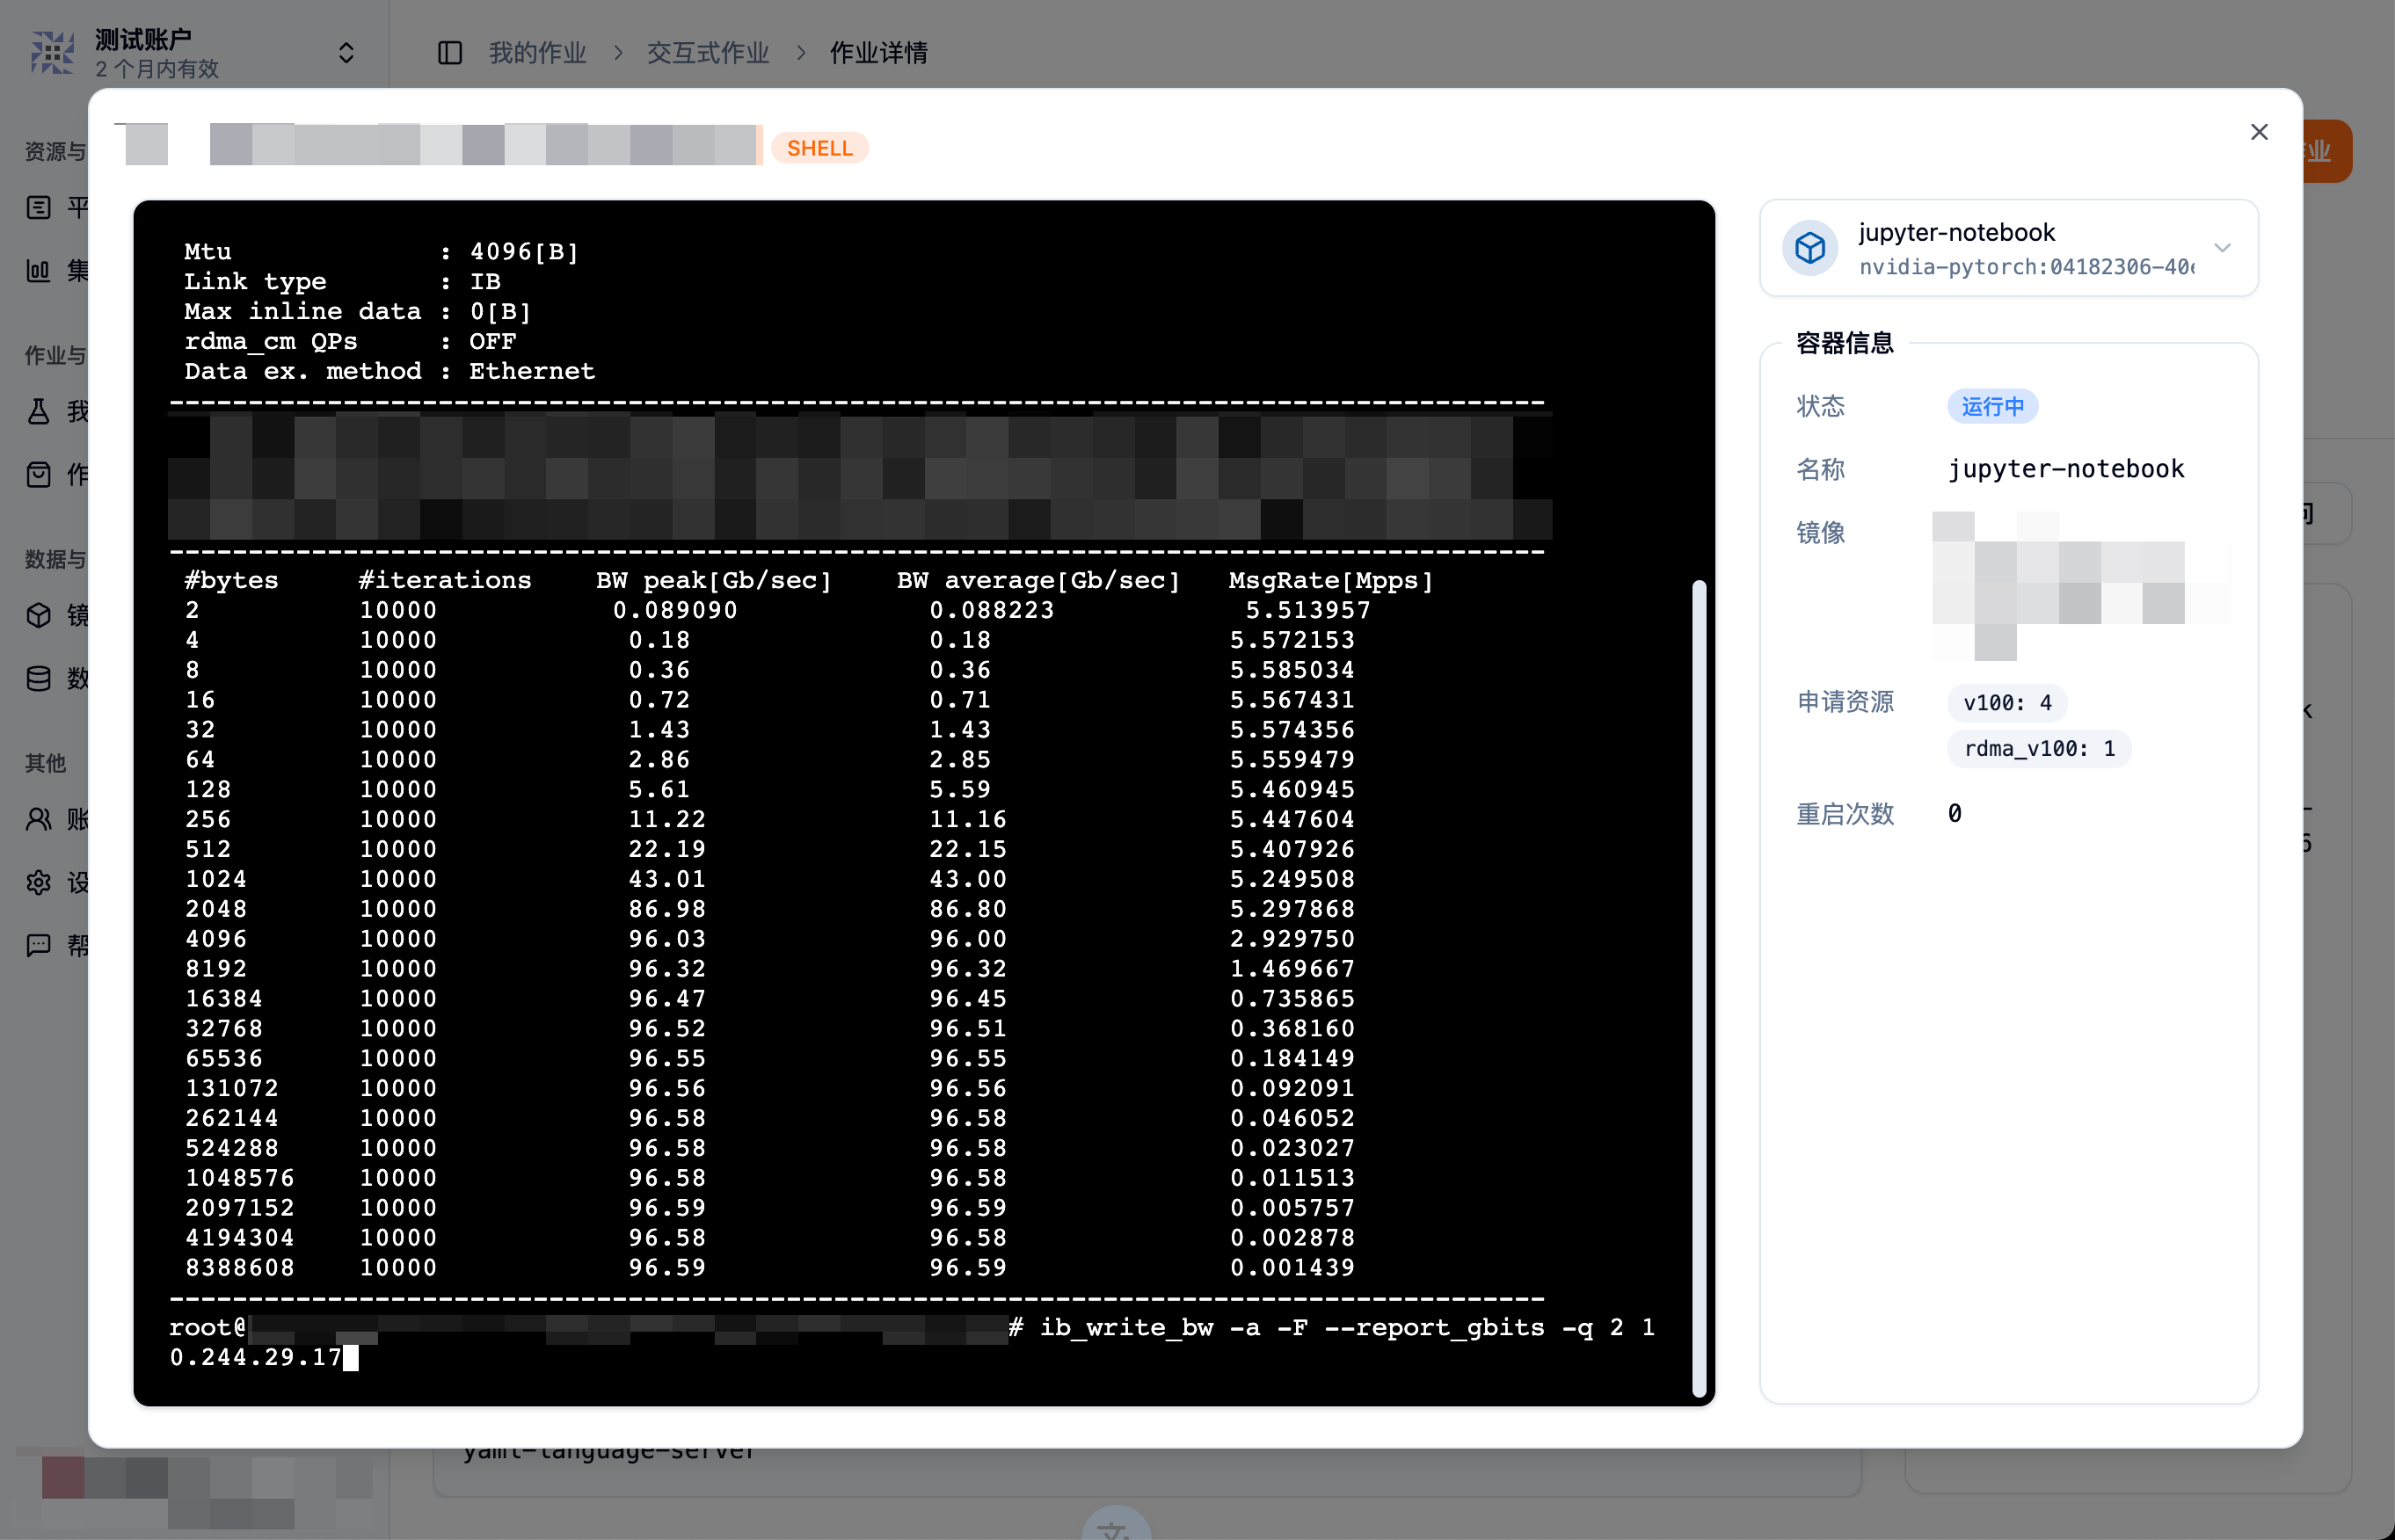 测试账户
2 个月内有效
我的作业 > 交互式作业 > 作业详情
资源与
平
集
作业与
我
作
数据与
镜
数
其他
账
设
帮
业
SHELL
Mtu : 4096[B]
Link type : IB
Max inline data : 0[B]
rdma_cm QPs : OFF
Data ex. method : Ethernet
---------------------------------------------------------------------------------------
---------------------------------------------------------------------------------------
#bytes #iterations BW peak[Gb/sec] BW average[Gb/sec] MsgRate[Mpps]
2 10000 0.089090 0.088223 5.513957
4 10000 0.18 0.18 5.572153
8 10000 0.36 0.36 5.585034
16 10000 0.72 0.71 5.567431
32 10000 1.43 1.43 5.574356
64 10000 2.86 2.85 5.559479
128 10000 5.61 5.59 5.460945
256 10000 11.22 11.16 5.447604
512 10000 22.19 22.15 5.407926
1024 10000 43.01 43.00 5.249508
2048 10000 86.98 86.80 5.297868
4096 10000 96.03 96.00 2.929750
8192 10000 96.32 96.32 1.469667
16384 10000 96.47 96.45 0.735865
32768 10000 96.52 96.51 0.368160
65536 10000 96.55 96.55 0.184149
131072 10000 96.56 96.56 0.092091
262144 10000 96.58 96.58 0.046052
524288 10000 96.58 96.58 0.023027
1048576 10000 96.58 96.58 0.011513
2097152 10000 96.59 96.59 0.005757
4194304 10000 96.58 96.58 0.002878
8388608 10000 96.59 96.59 0.001439
---------------------------------------------------------------------------------------
root@ # ib_write_bw -a -F --report_gbits -q 2 1
0.244.29.17
jupyter-notebook
nvidia-pytorch:04182306-40
容器信息
状态 运行中
名称 jupyter-notebook
镜像
申请资源 v100: 4
rdma_v100: 1
重启次数 0
yaml-language-server